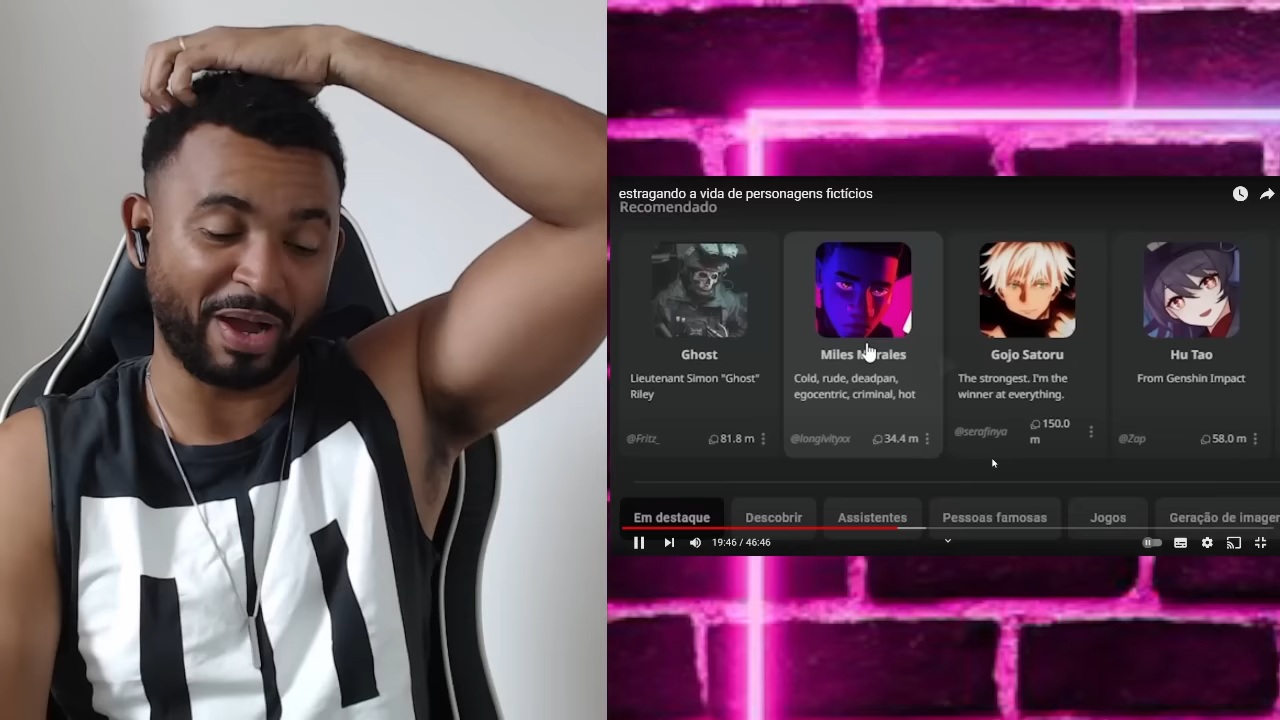 estragando a vida de personagens fictícios
Recomendado
Ghost
Lieutenant Simon "Ghost"
Riley
@Fritz_
81.8 m
Miles Morales
Cold, rude, deadpan,
egocentric, criminal, hot
@longivityxx
34.4 m
Gojo Satoru
The strongest. I'm the
winner at everything.
@serafinya
150.0
m
Hu Tao
From Genshin Impact
@Zap
58.0 m
Em destaque
Descobrir
Assistentes
Pessoas famosas
Jogos
Geração de imager
19:46 / 46:46